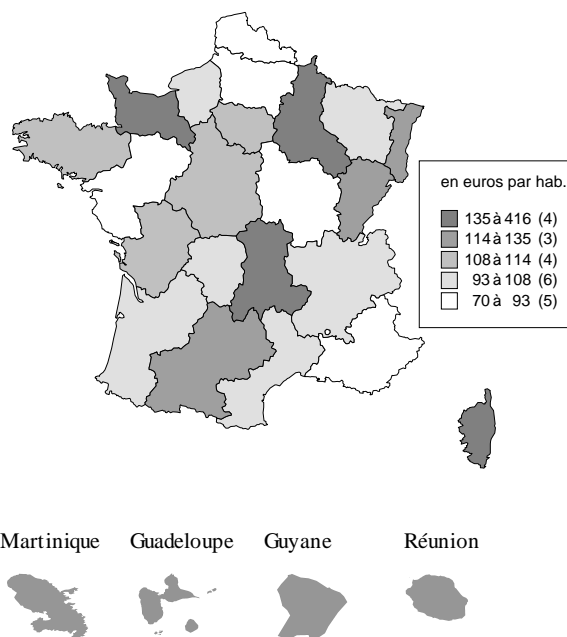 en euros par hab.
135 à 416 (4)
114 à 135 (3)
108 à 114 (4)
93 à 108 (6)
70 à 93 (5)
Martinique Guadeloupe Guyane Réunion